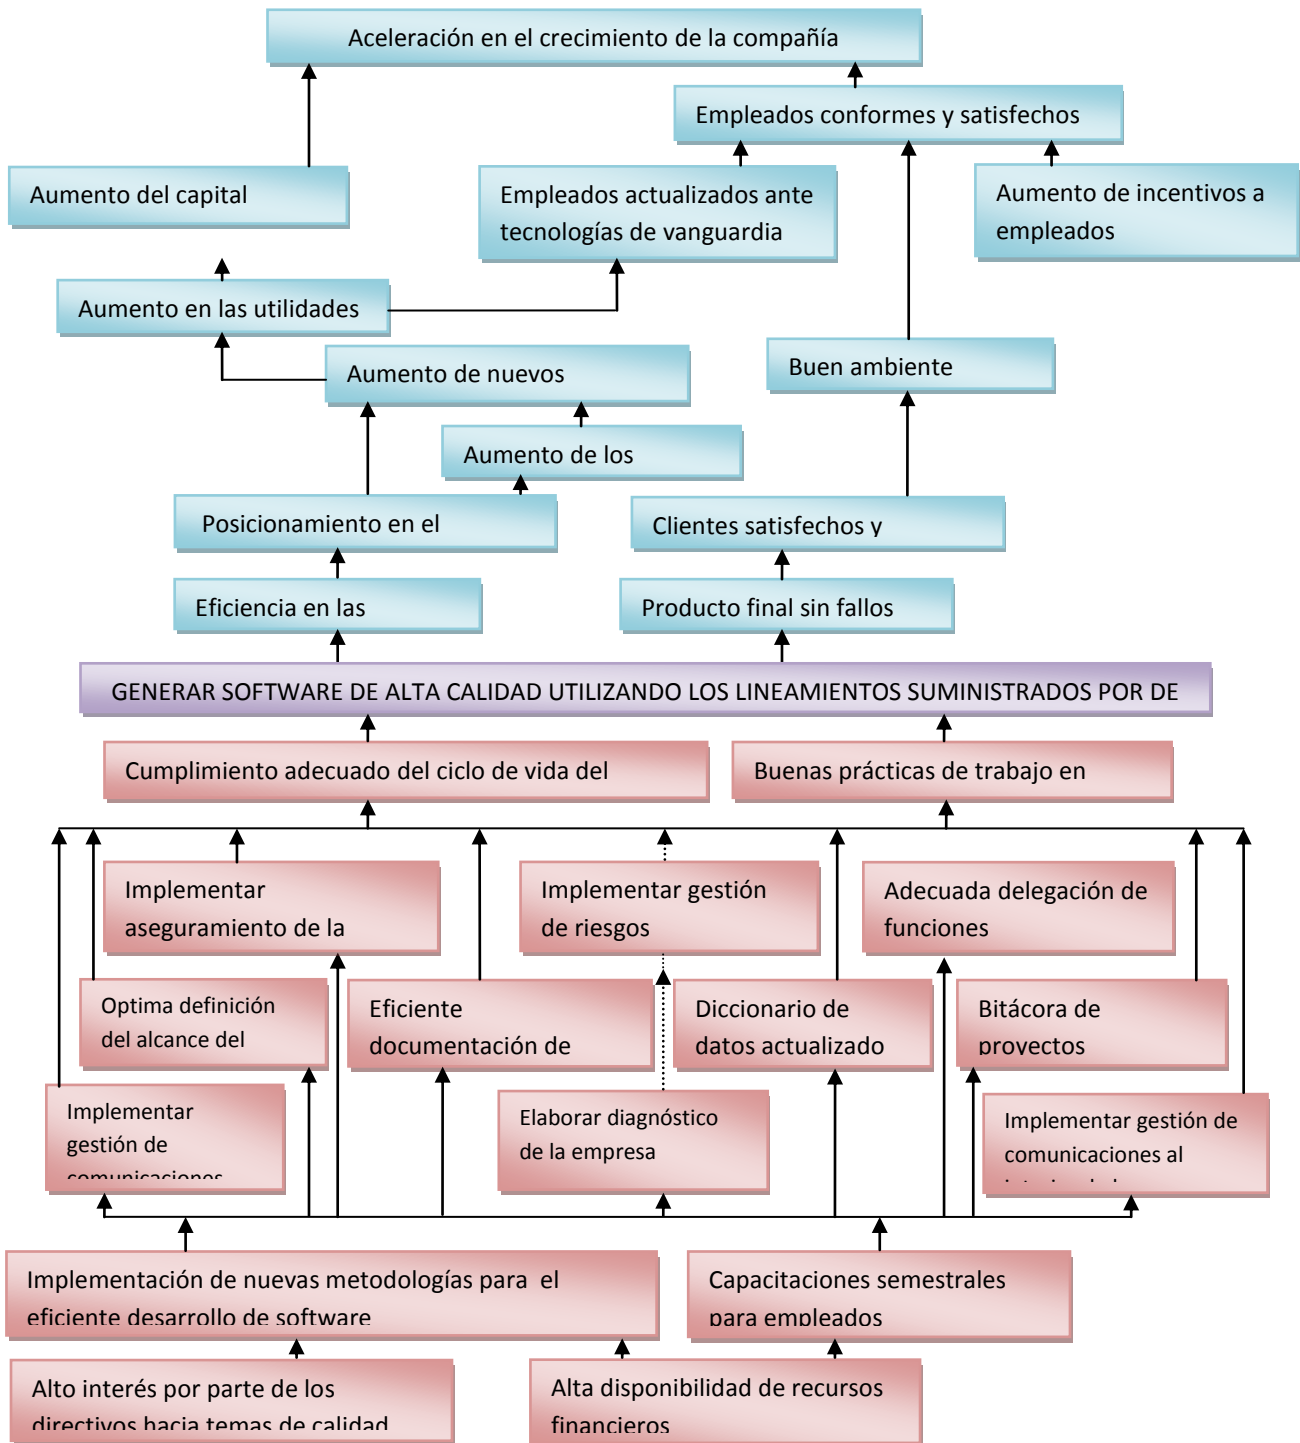 Aceleración en el crecimiento de la compañía
Empleados conformes y satisfechos
Aumento del capital
Empleados actualizados ante
tecnologías de vanguardia
Aumento de incentivos a
empleados
Aumento en las utilidades
Aumento de nuevos
Buen ambiente
Aumento de los
Posicionamiento en el
Clientes satisfechos y
Eficiencia en las
Producto final sin fallos
GENERAR SOFTWARE DE ALTA CALIDAD UTILIZANDO LOS LINEAMIENTOS SUMINISTRADOS POR DE
Cumplimiento adecuado del ciclo de vida del
Buenas prácticas de trabajo en
Implementar
aseguramiento de la
Implementar gestión
de riesgos
Adecuada delegación de
funciones
Optima definición
del alcance del
Eficiente
documentación de
Diccionario de
datos actualizado
Bitácora de
proyectos
Implementar
gestión de
comunicaciones
Elaborar diagnóstico
de la empresa
Implementar gestión de
comunicaciones al
Implementación de nuevas metodologías para el
eficiente desarrollo de software
Capacitaciones semestrales
para empleados
Alto interés por parte de los
directivos hacia temas de calidad
Alta disponibilidad de recursos
financieros